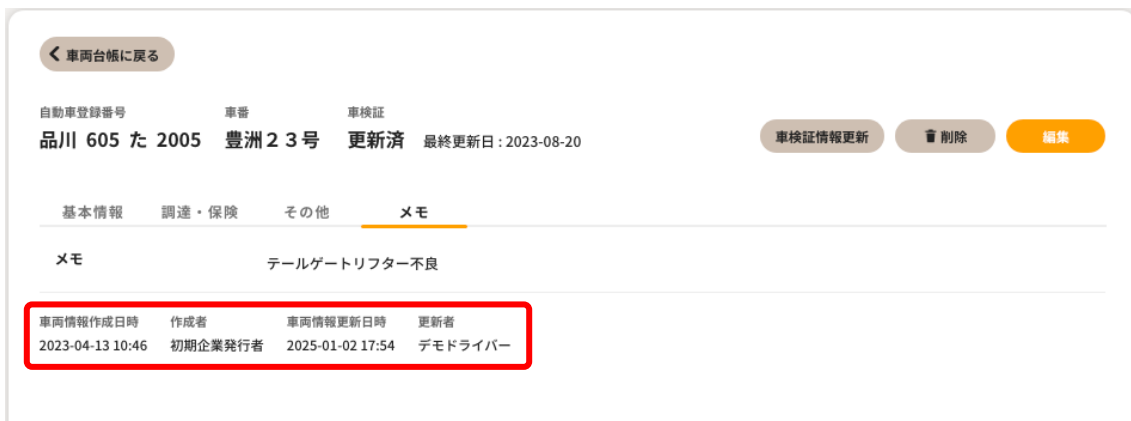 車両台帳に戻る
自動車登録番号 車番 車検証
品川 605 た 2005 豊洲２３号 更新済 最終更新日 : 2023-08-20
車検証情報更新 削除 編集
基本情報 調達・保険 その他 メモ
メモ テールゲートリフター不良
車両情報作成日時 作成者 車両情報更新日時 更新者
2023-04-13 10:46 初期企業発行者 2025-01-02 17:54 デモドライバー